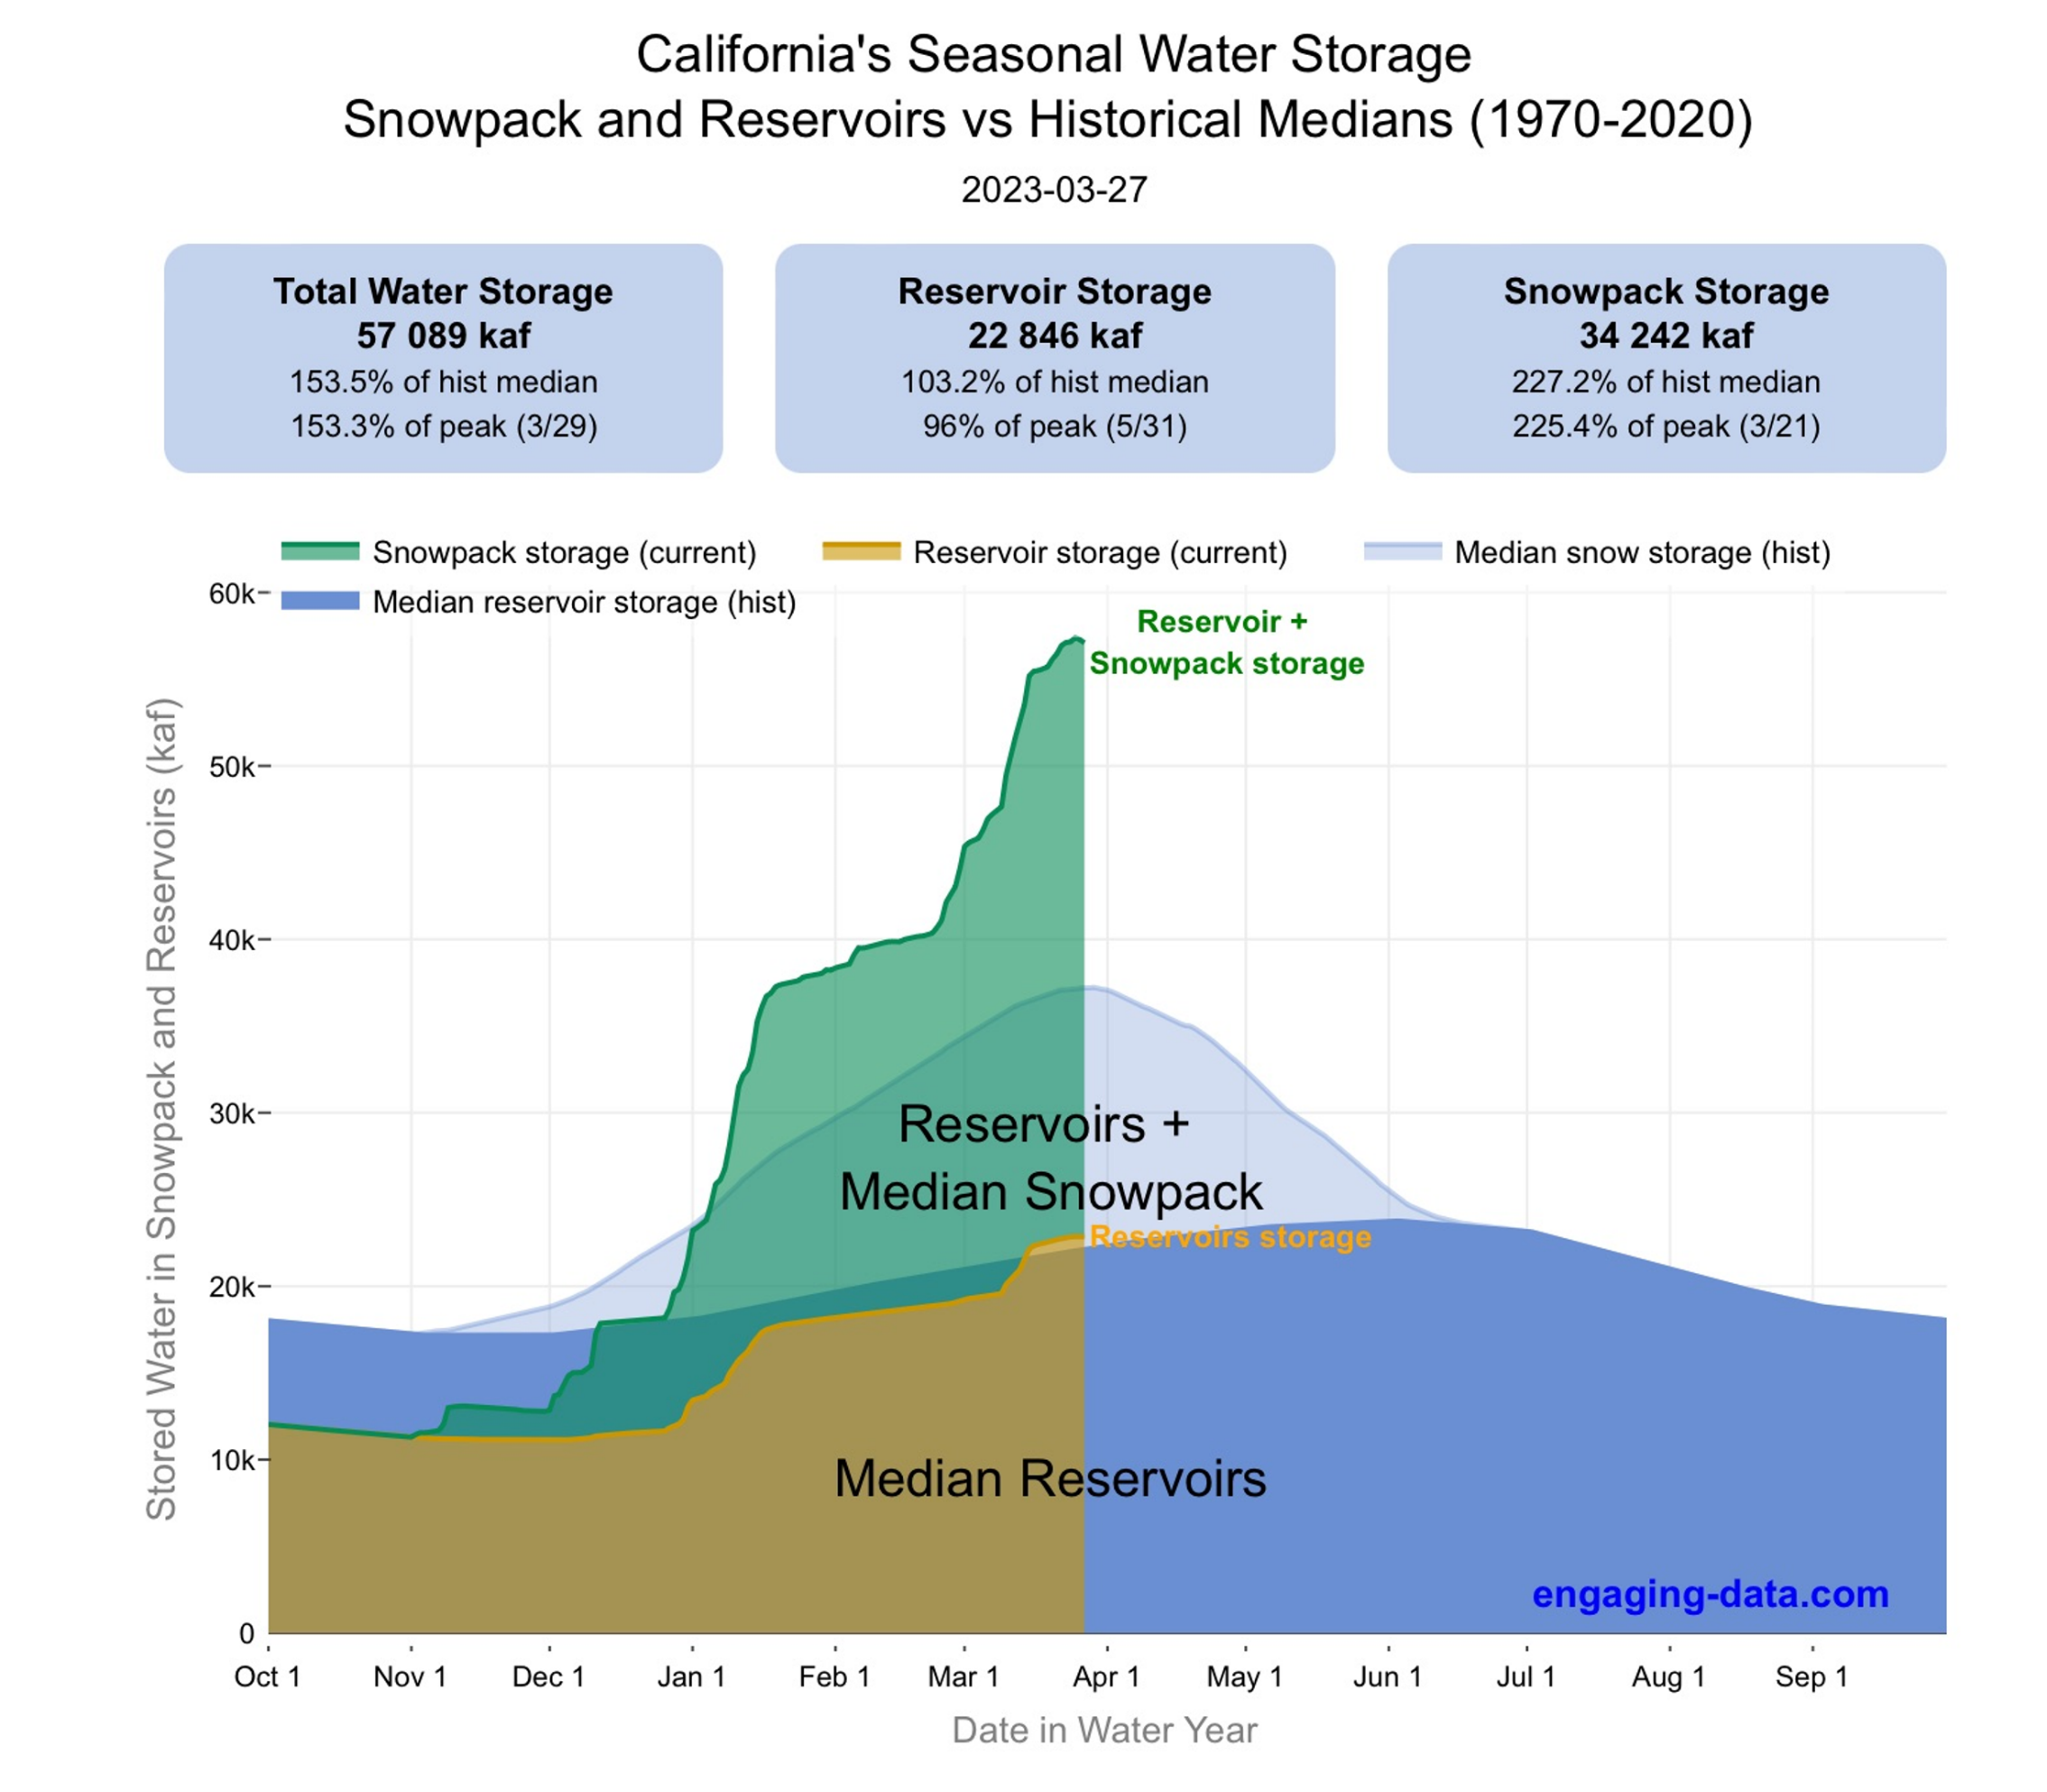 California's Seasonal Water Storage
Snowpack and Reservoirs vs Historical Medians (1970-2020)
2023-03-27
Total Water Storage
57 089 kaf
153.5% of hist median
153.3% of peak (3/29)
Reservoir Storage
22 846 kaf
103.2% of hist median
96% of peak (5/31)
Snowpack Storage
34 242 kaf
227.2% of hist median
225.4% of peak (3/21)
Snowpack storage (current)
Reservoir storage (current)
Median snow storage (hist)
Median reservoir storage (hist)
Stored Water in Snowpack and Reservoirs (kaf)
60k
50k
40k
30k
20k
10k
0
Reservoir +
Snowpack storage
Reservoirs +
Median Snowpack
Reservoirs storage
Median Reservoirs
engaging-data.com
Oct 1
Nov 1
Dec 1
Jan 1
Feb 1
Mar 1
Apr 1
May 1
Jun 1
Jul 1
Aug 1
Sep 1
Date in Water Year